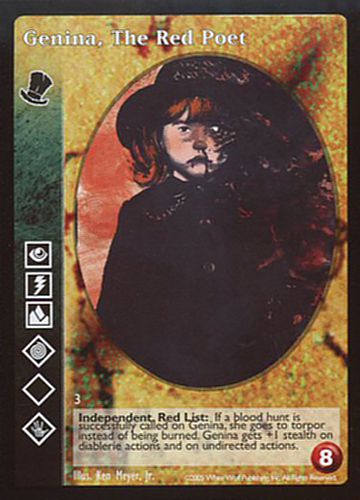 Genina, The Red Poet
3
Independent, Red List: If a blood hunt is
successfully called on Genina, she goes to torpor
instead of being burned. Genina gets +1 stealth on
diablerie actions and on undirected actions.
8
Illus. Ken Meyer, Jr.
©2005 White Wolf Publishing, Inc. All Rights Reserved.